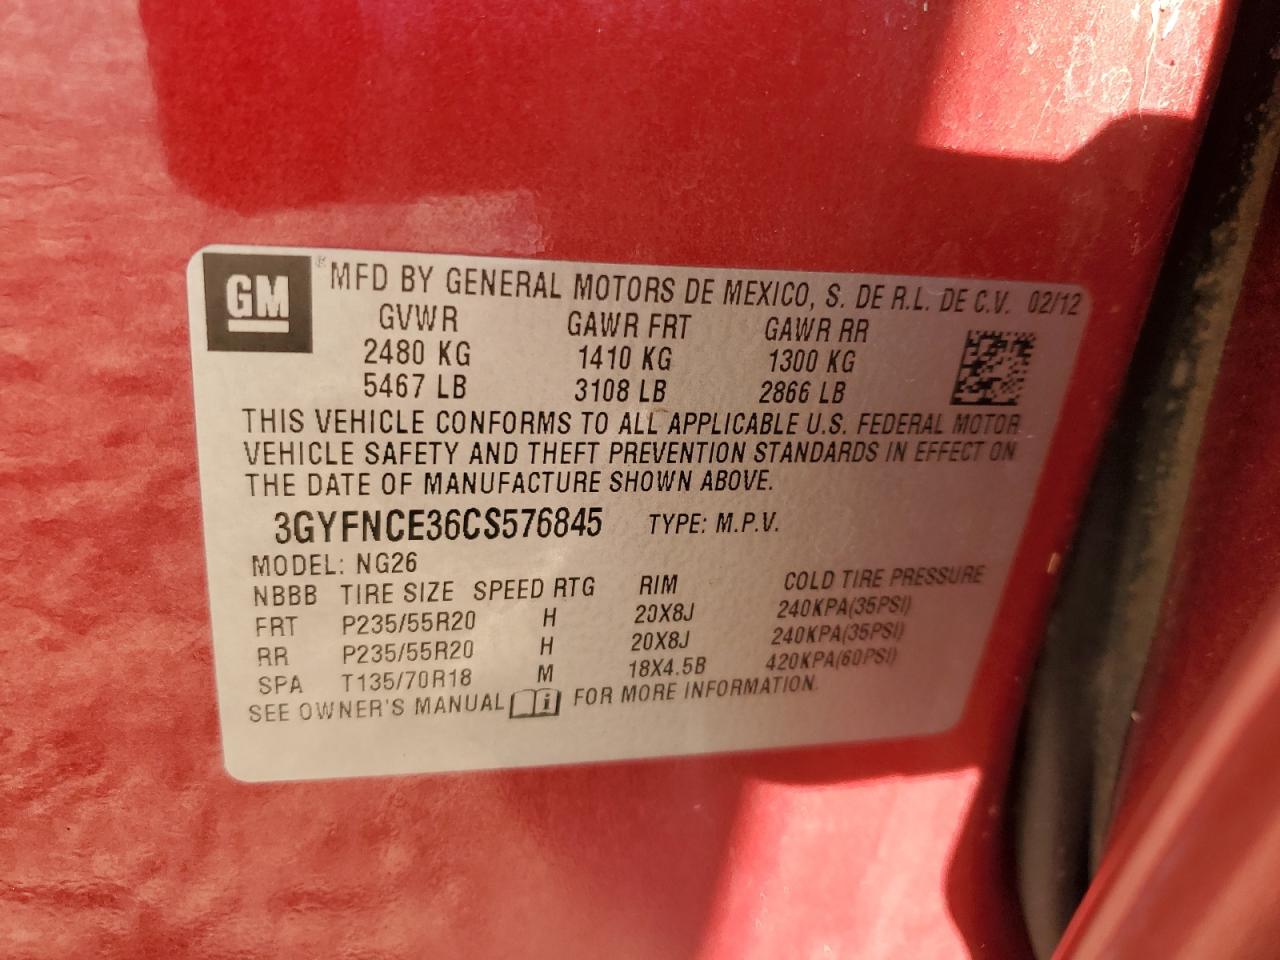 GM
® MFD BY GENERAL MOTORS DE MEXICO, S. DE R.L. DE C.V. 02/12
GVWR GAWR FRT GAWR RR
2480 KG 1410 KG 1300 KG
5467 LB 3108 LB 2866 LB
THIS VEHICLE CONFORMS TO ALL APPLICABLE U.S. FEDERAL MOTOR
VEHICLE SAFETY AND THEFT PREVENTION STANDARDS IN EFFECT ON
THE DATE OF MANUFACTURE SHOWN ABOVE.
3GYFNCE36CS576845 TYPE: M.P.V.
MODEL: NG26
NBBB TIRE SIZE SPEED RTG RIM COLD TIRE PRESSURE
FRT P235/55R20 H 20X8J 240KPA(35PSI)
RR P235/55R20 H 20X8J 240KPA(35PSI)
SPA T135/70R18 M 18X4.5B 420KPA(60PSI)
SEE OWNER'S MANUAL i FOR MORE INFORMATION.